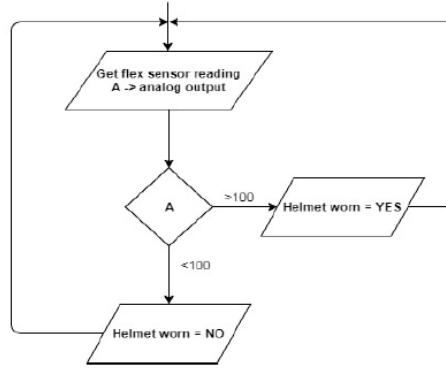 Get flex sensor reading
A -> analog output
A
>100
Helmet worn = YES
<100
Helmet worn = NO